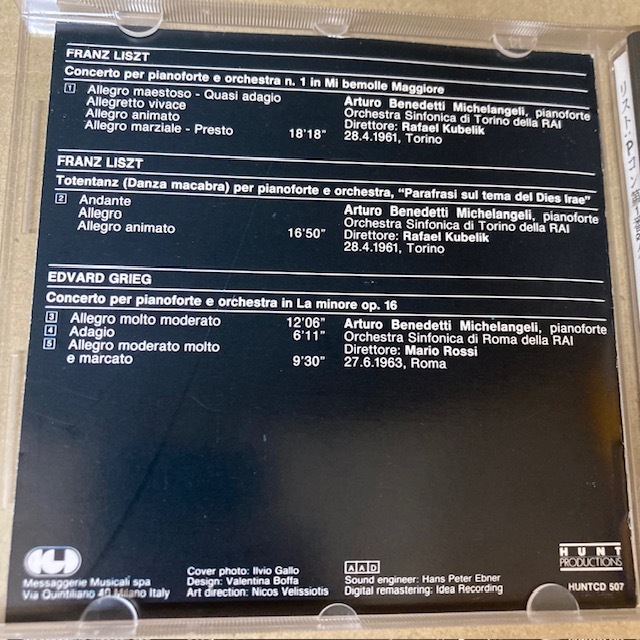 FRANZ LISZT
Concerto per pianoforte e orchestra n. 1 in Mi bemolle Maggiore
1 Allegro maestoso - Quasi adagio
Allegretto vivace
Allegro animato
Allegro marziale - Presto 18'18"
Arturo Benedetti Michelangeli, pianoforte
Orchestra Sinfonica di Torino della RAI
Direttore: Rafael Kubelik
28.4.1961, Torino
FRANZ LISZT
Totentanz (Danza macabra) per pianoforte e orchestra, "Parafrasi sul tema del Dies Irae"
2 Andante
Allegro
Allegro animato 16'50"
Arturo Benedetti Michelangeli, pianoforte
Orchestra Sinfonica di Torino della RAI
Direttore: Rafael Kubelik
28.4.1961, Torino
EDVARD GRIEG
Concerto per pianoforte e orchestra in La minore op. 16
3 Allegro molto moderato 12'06"
4 Adagio 6'11"
5 Allegro moderato molto
e marcato 9'30"
Arturo Benedetti Michelangeli, pianoforte
Orchestra Sinfonica di Roma della RAI
Direttore: Mario Rossi
27.6.1963, Roma
Messaggerie Musicali spa
Via Quintiliano 40 Milano Italy
Cover photo: Ilvio Gallo
Design: Valentina Boffa
Art direction: Nicos Velissiotis
AAD
Sound engineer: Hans Peter Ebner
Digital remastering: Idea Recording
HUNT
PRODUCTIONS
HUNTCD 507
リスト・P